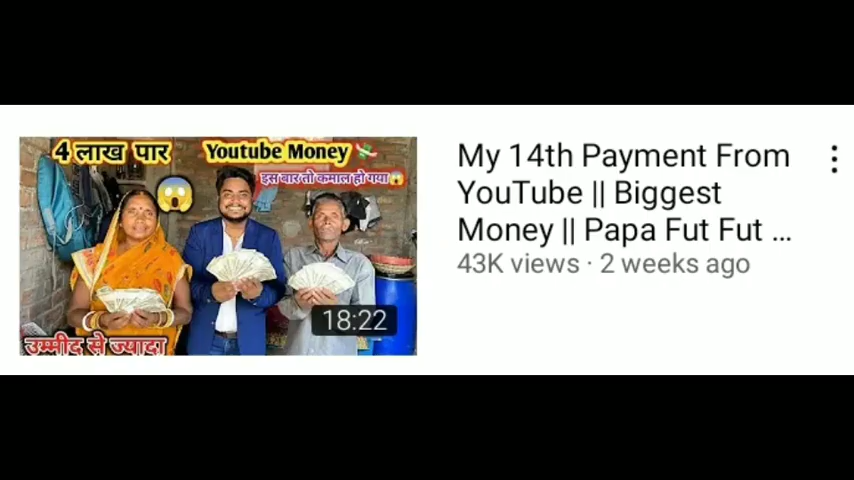 4 लाख पार
Youtube Money
इस बार तो कमाल हो गया
उम्मीद से ज्यादा
18:22
My 14th Payment From
YouTube || Biggest
Money || Papa Fut Fut ...
43K views · 2 weeks ago